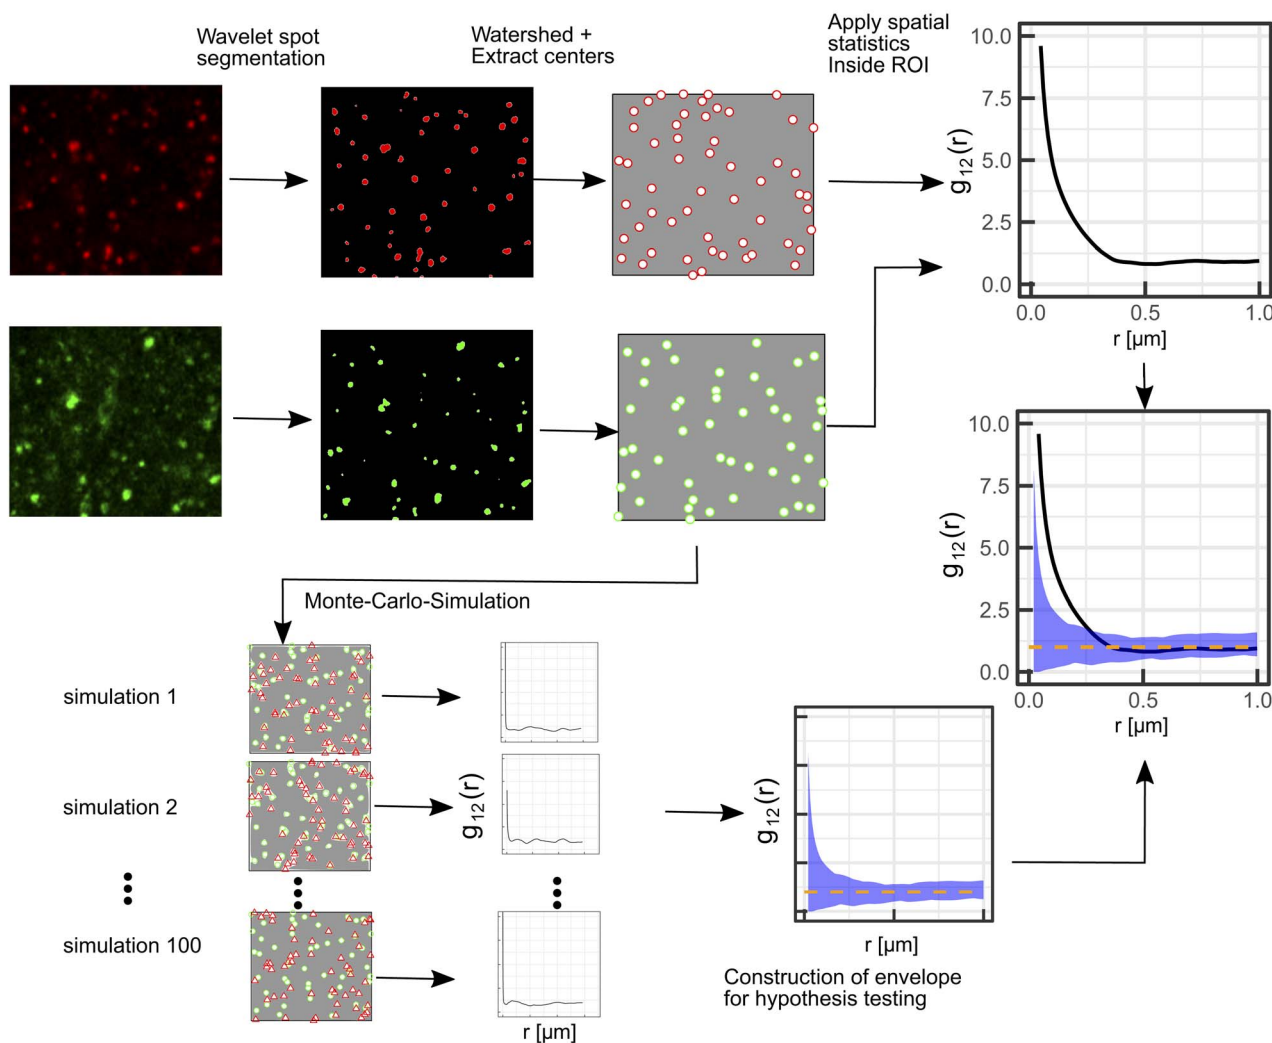 Wavelet spot
segmentation
Watershed +
Extract centers
Apply spatial
statistics
Inside ROI
10.0
7.5
5.0
2.5
0.0
g12(r)
0.0 0.5 1.0
r [µm]
10.0
7.5
5.0
2.5
0.0
g12(r)
0.0 0.5 1.0
r [µm]
Monte-Carlo-Simulation
simulation 1
simulation 2
simulation 100
g12(r)
r [µm]
g12(r)
r [µm]
Construction of envelope
for hypothesis testing